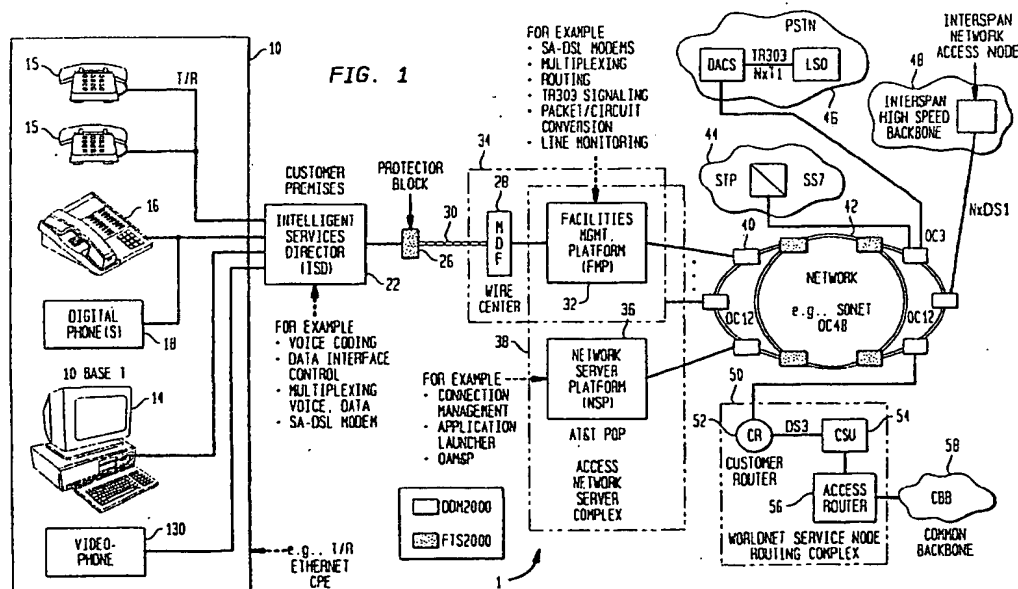 FIG. 1
10
15
T/R
15
16
DIGITAL
PHONE(S)
18
10 BASE T
14
VIDEO-
PHONE
130
e.g., T/R
ETHERNET
CPE
CUSTOMER
PREMISES
INTELLIGENT
SERVICES
DIRECTOR
(ISD)
22
FOR EXAMPLE
• VOICE CODING
• DATA INTERFACE
CONTROL
• MULTIPLEXING
VOICE, DATA
• SA-DSL MODEM
PROTECTOR
BLOCK
26
30
34
28
MDF
WIRE
CENTER
FOR EXAMPLE
• SA-DSL MODEMS
• MULTIPLEXING
• ROUTING
• TR303 SIGNALING
• PACKET/CIRCUIT
CONVERSION
• LINE MONITORING
FACILITIES
MGMT.
PLATFORM
(FMP)
32
36
38
NETWORK
SERVER
PLATFORM
(NSP)
AT&T POP
FOR EXAMPLE
• CONNECTION
MANAGEMENT
• APPLICATION
LAUNCHER
• OAM&P
ACCESS
NETWORK
SERVER
COMPLEX
DDM2000
FTS2000
1
PSTN
DACS
TR303
NxT1
LSO
46
INTERSPAN
NETWORK
ACCESS NODE
48
INTERSPAN
HIGH SPEED
BACKBONE
NxDS1
44
STP
SS7
40
42
OC3
OC12
NETWORK
e.g., SONET
OC48
OC12
50
52
CR
DS3
CSU
54
CUSTOMER
ROUTER
56
ACCESS
ROUTER
58
CBB
COMMON
BACKBONE
WORLDNET SERVICE NODE
ROUTING COMPLEX